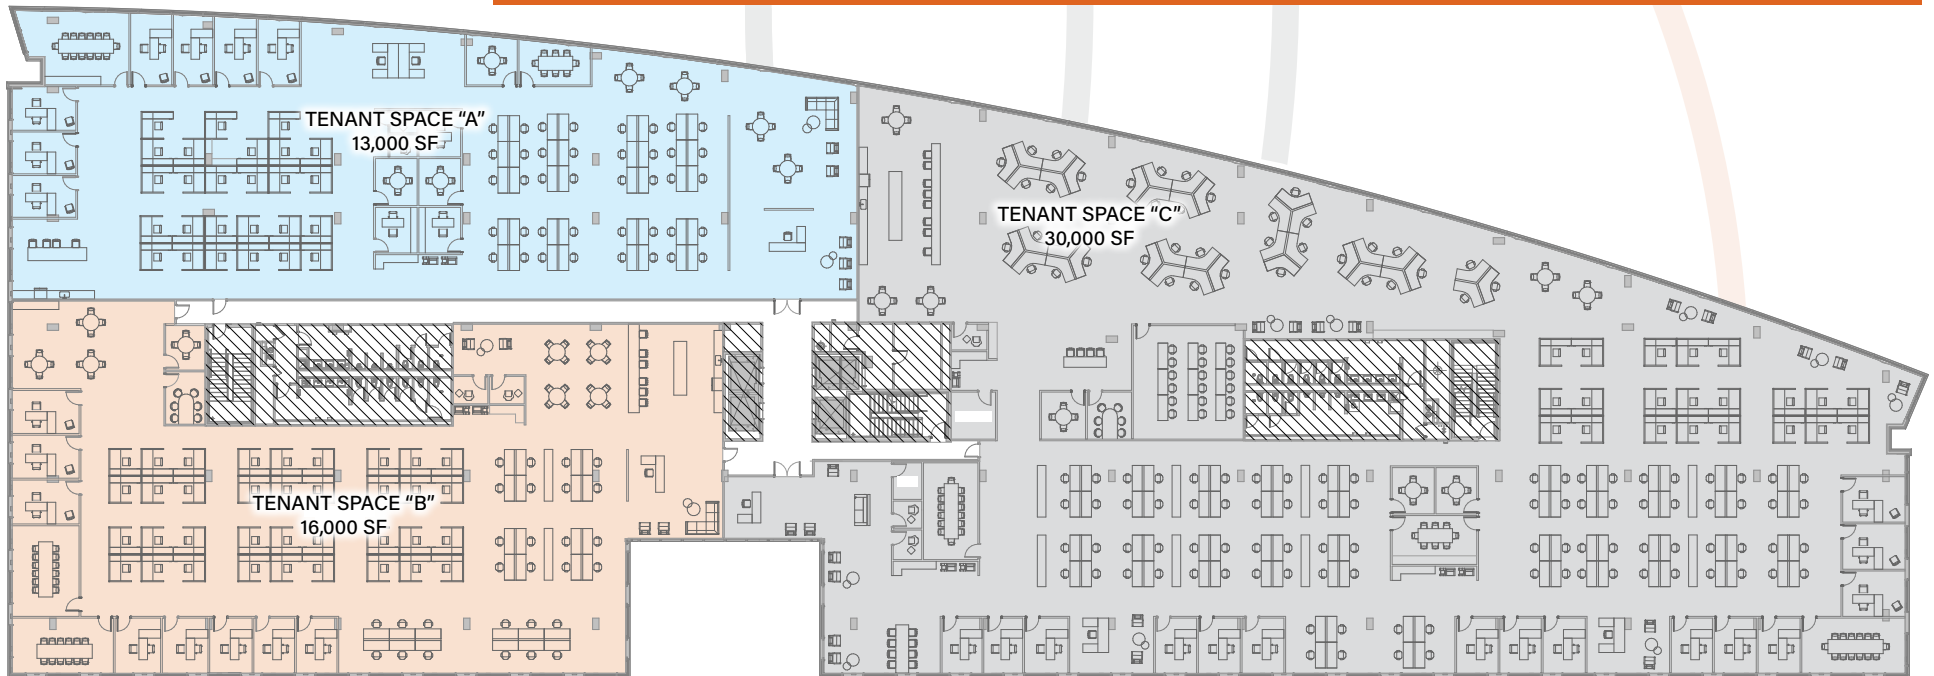 TENANT SPACE “A”
13,000 SF
TENANT SPACE “C”
30,000 SF
TENANT SPACE “B”
16,000 SF